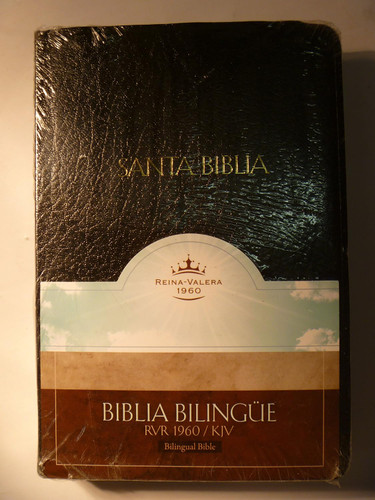 SANTA BIBLIA
REINA-VALERA
1960
BIBLIA BILINGÜE
RVR 1960 / KJV
Bilingual Bible